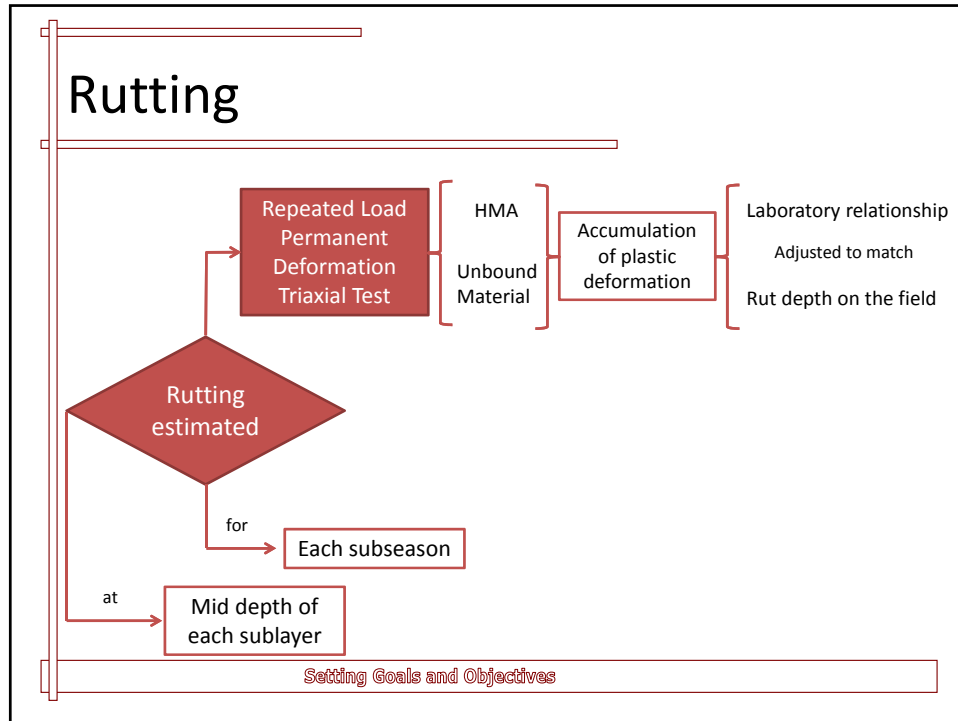 Rutting
Repeated Load
Permanent
Deformation
Triaxial Test
HMA
Unbound
Material
Accumulation
of plastic
deformation
Laboratory relationship
Adjusted to match
Rut depth on the field
Rutting
estimated
for
Each subseason
at
Mid depth of
each sublayer
Setting Goals and Objectives